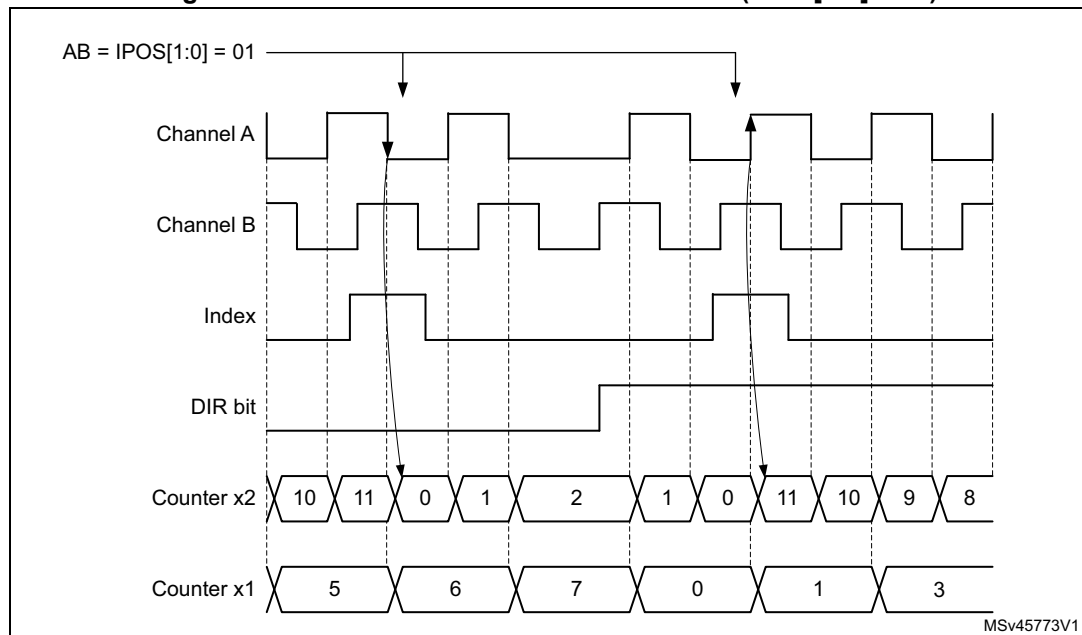 AB = IPOS[1:0] = 01
Channel A
Channel B
Index
DIR bit
Counter x2 10 11 0 1 2 1 0 11 10 9 8
Counter x1 5 6 7 0 1 3
MSv45773V1